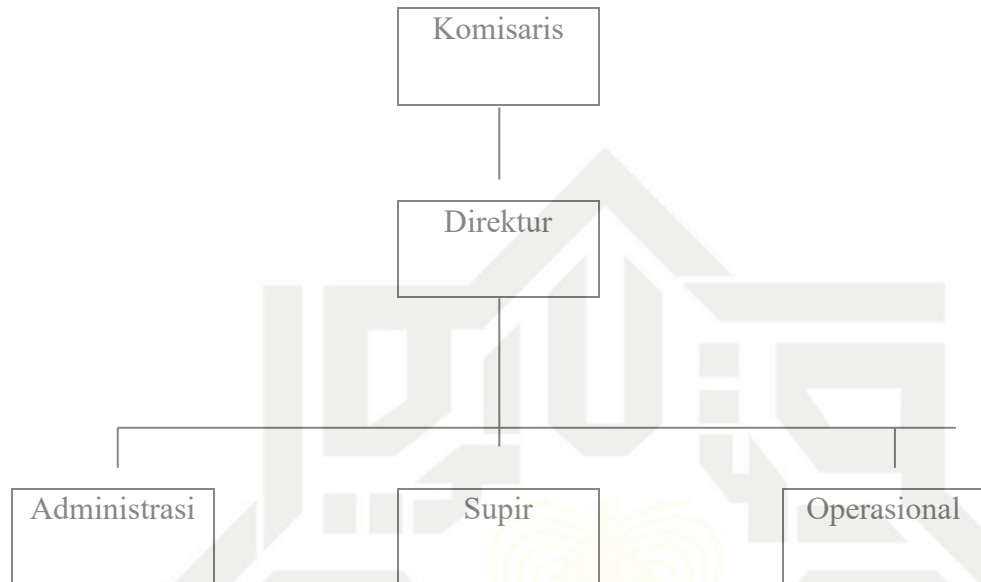 Komisaris
Direktur
Administrasi
Supir
Operasional